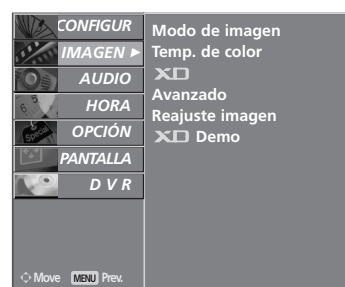 CONFIGUR
IMAGEN ►
AUDIO
HORA
OPCIÓN
PANTALLA
D V R
Modo de imagen
Temp. de color
XD
Avanzado
Reajuste imagen
XD Demo
Move MENU Prev.